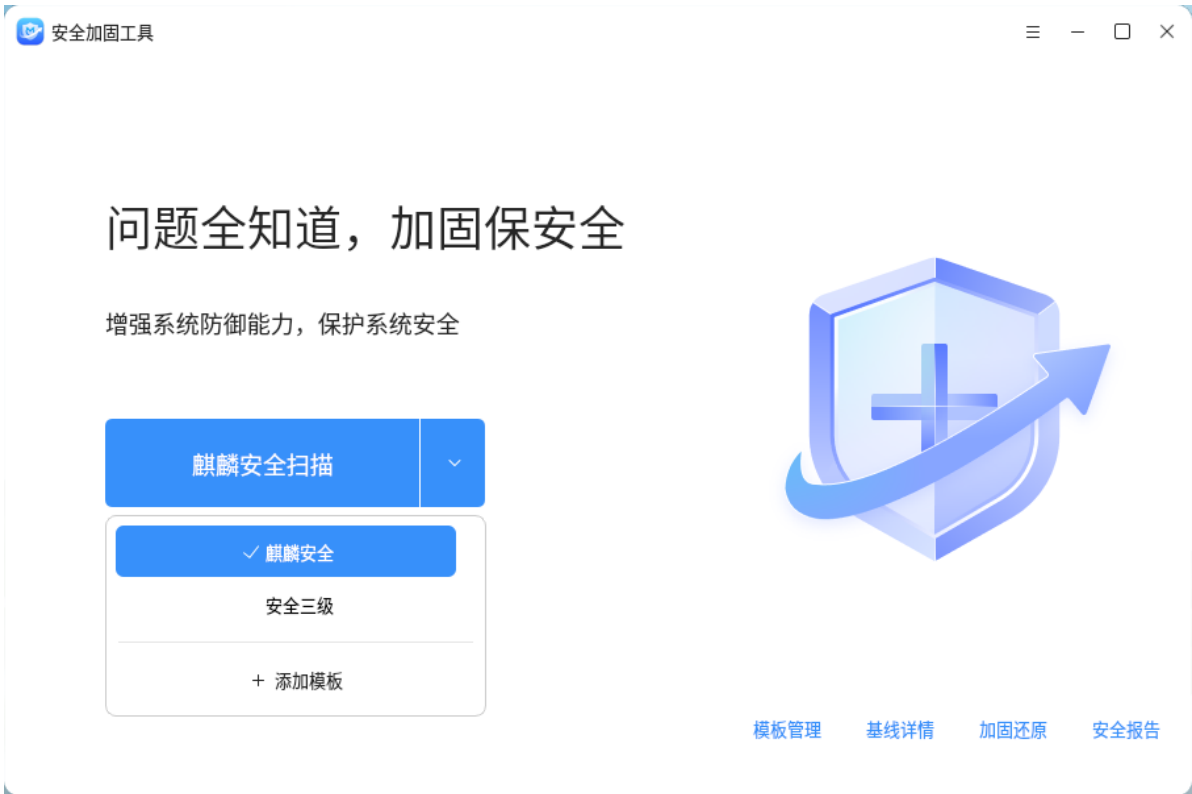 安全加固工具
问题全知道，加固保安全
增强系统防御能力，保护系统安全
麒麟安全扫描
麒麟安全
安全三级
+ 添加模板
模板管理 基线详情 加固还原 安全报告